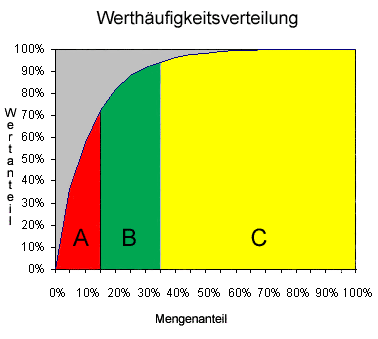 Werthäufigkeitsverteilung
100%
90%
80%
70%
60%
50%
40%
30%
20%
10%
0%
Wertanteil
A
B
C
0% 10% 20% 30% 40% 50% 60% 70% 80% 90% 100%
Mengenanteil